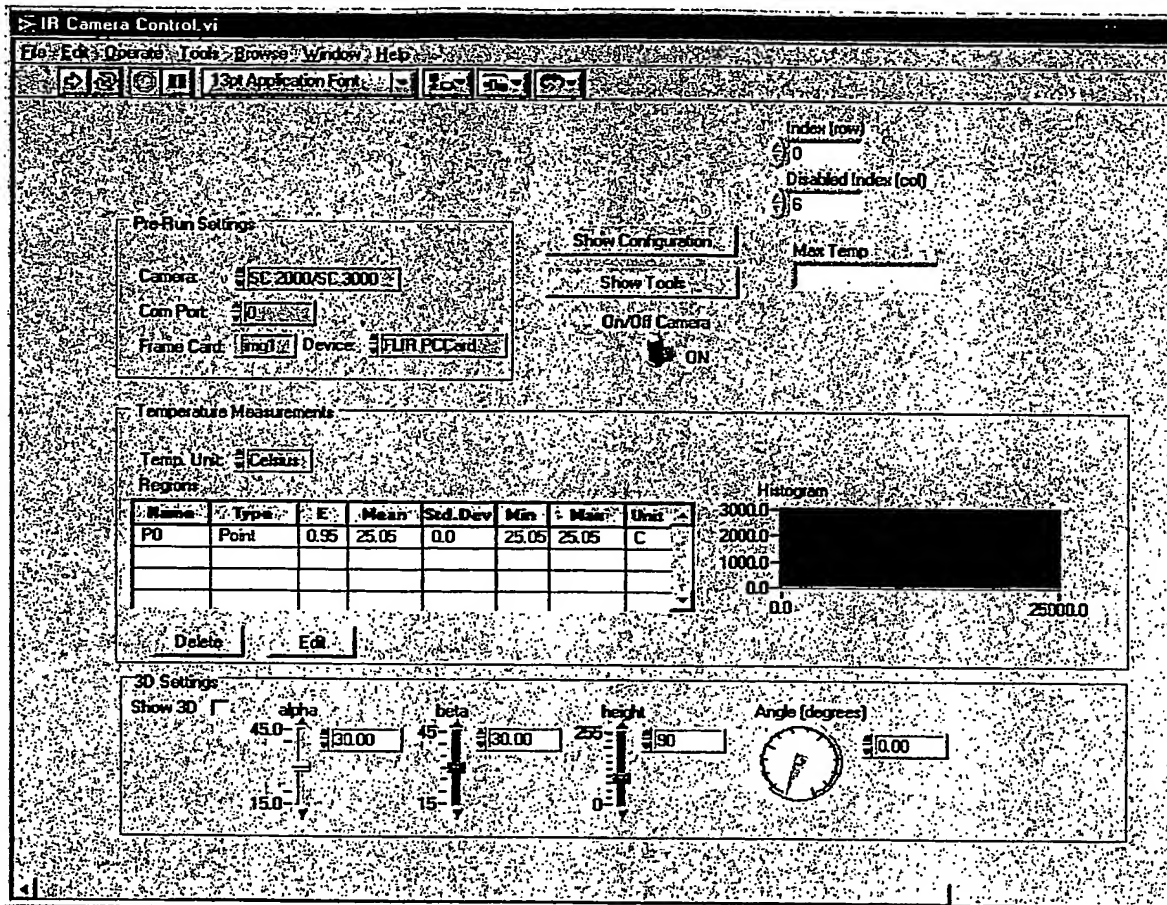 IR Camera Control.vi
File Edit Operate Tools Browse Window Help
13pt Application Font
Index (row)
0
Disabled Index (col)
6
Pre-Run Settings
Show Configuration
Max Temp
Camera: SC 2000/SC 3000
Show Tools
Com Port: 0
On/Off Camera
ON
Frame Card: img1 Device: FLIR PCCard
Temperature Measurements
Temp. Unit: Celsius
Regions
Histogram
Name Type E Mean Std.Dev Min Max Unit
P0 Point 0.95 25.05 0.0 25.05 25.05 C
3000.0
2000.0
1000.0
0.0
0.0 25000.0
Delete Edit
3D Settings
Show 3D
alpha beta height Angle (degrees)
45.0 30.00 45 30.00 255 90 0.00
15.0 15 0